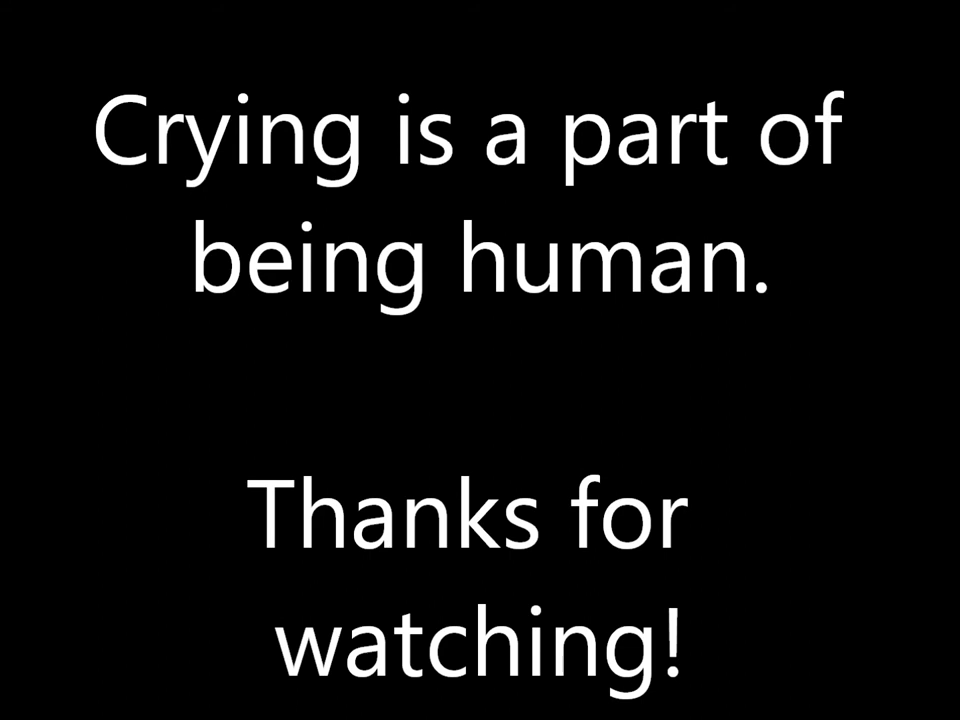 Crying is a part of
being human.
Thanks for
watching!